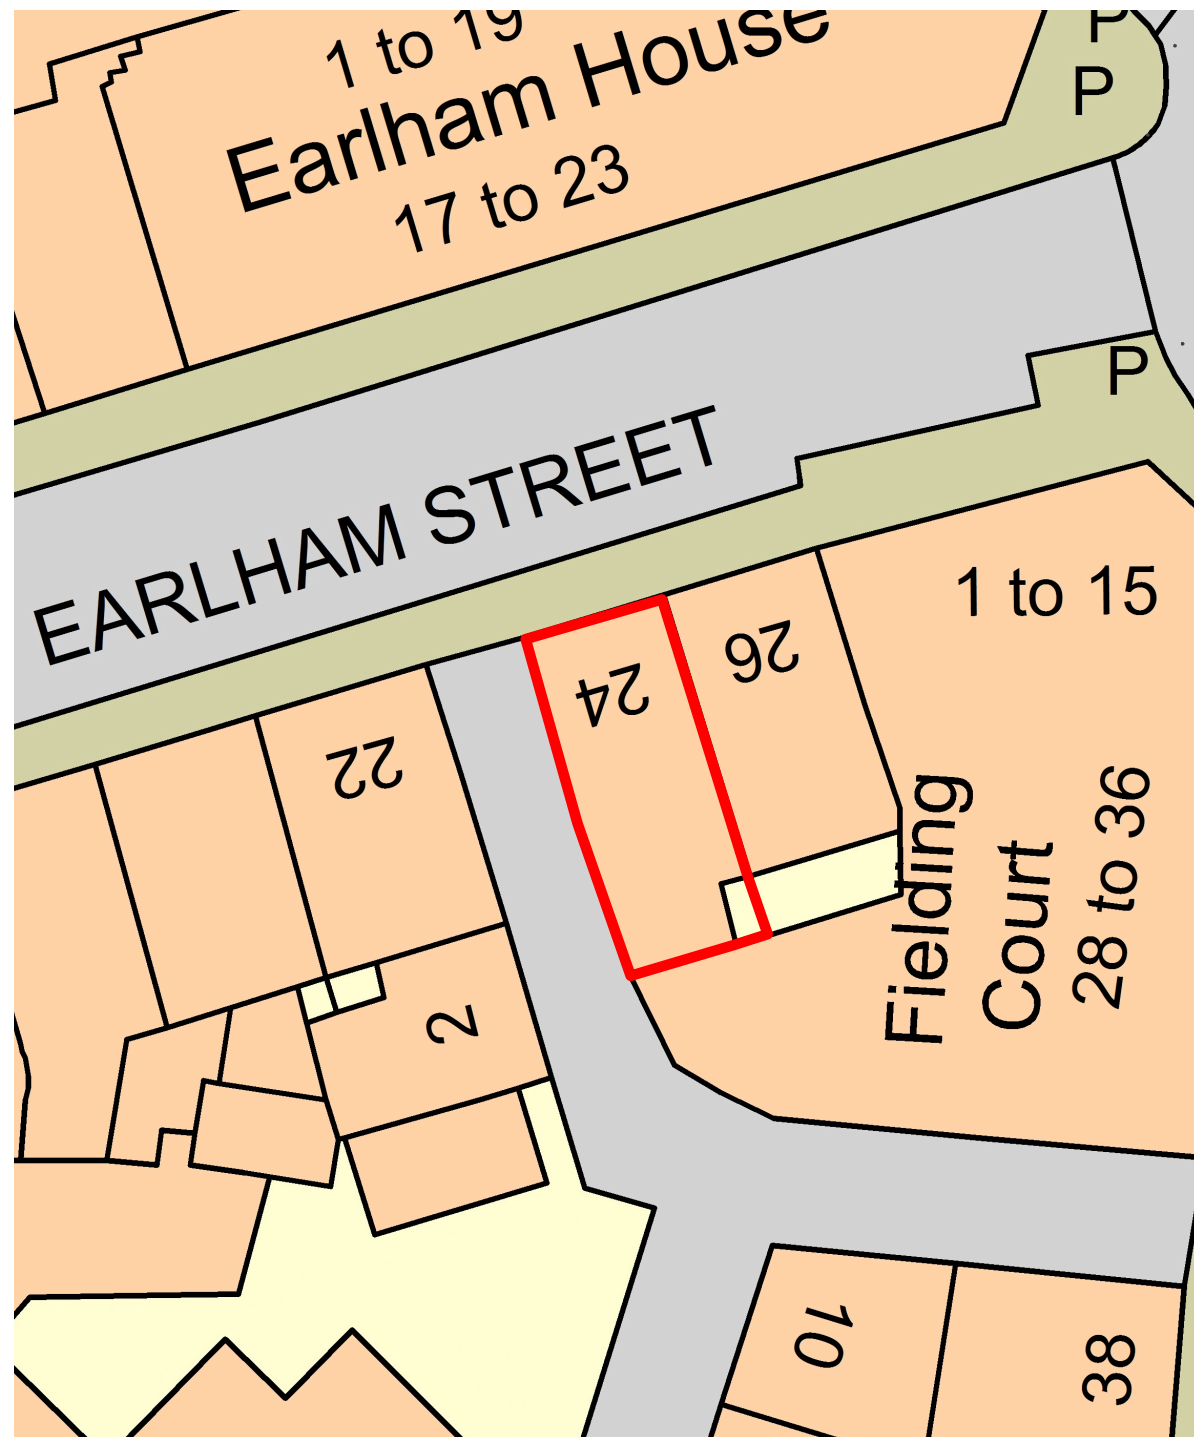 1 to 19
Earlham House
17 to 23
P
P
P
EARLHAM STREET
1 to 15
26
24
22
Fielding
Court
28 to 36
2
10
38